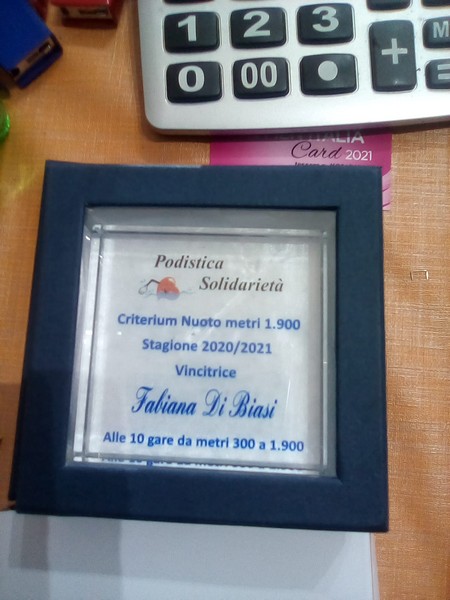 1 2 3
0 00 + M
=
ITALIA
Card 2021
Podistica
Solidarietà
Criterium Nuoto metri 1.900
Stagione 2020/2021
Vincitrice
Fabiana Di Biasi
Alle 10 gare da metri 300 a 1.900